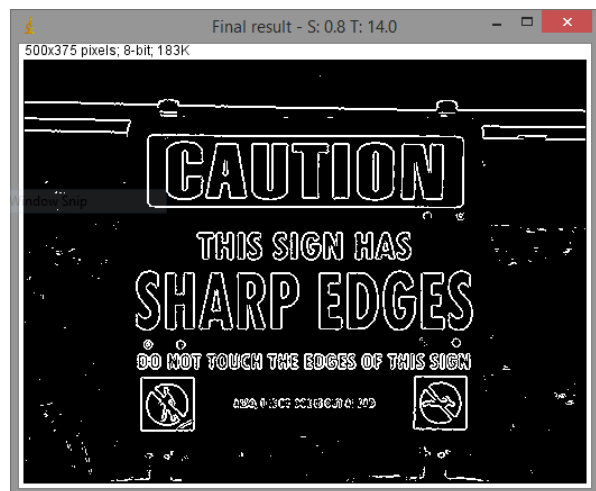 Final result - S: 0.8 T: 14.0
500x375 pixels; 8-bit; 183K
CAUTION
Window Snip
THIS SIGN HAS
SHARP EDGES
DO NOT TOUCH THE EDGES OF THIS SIGN